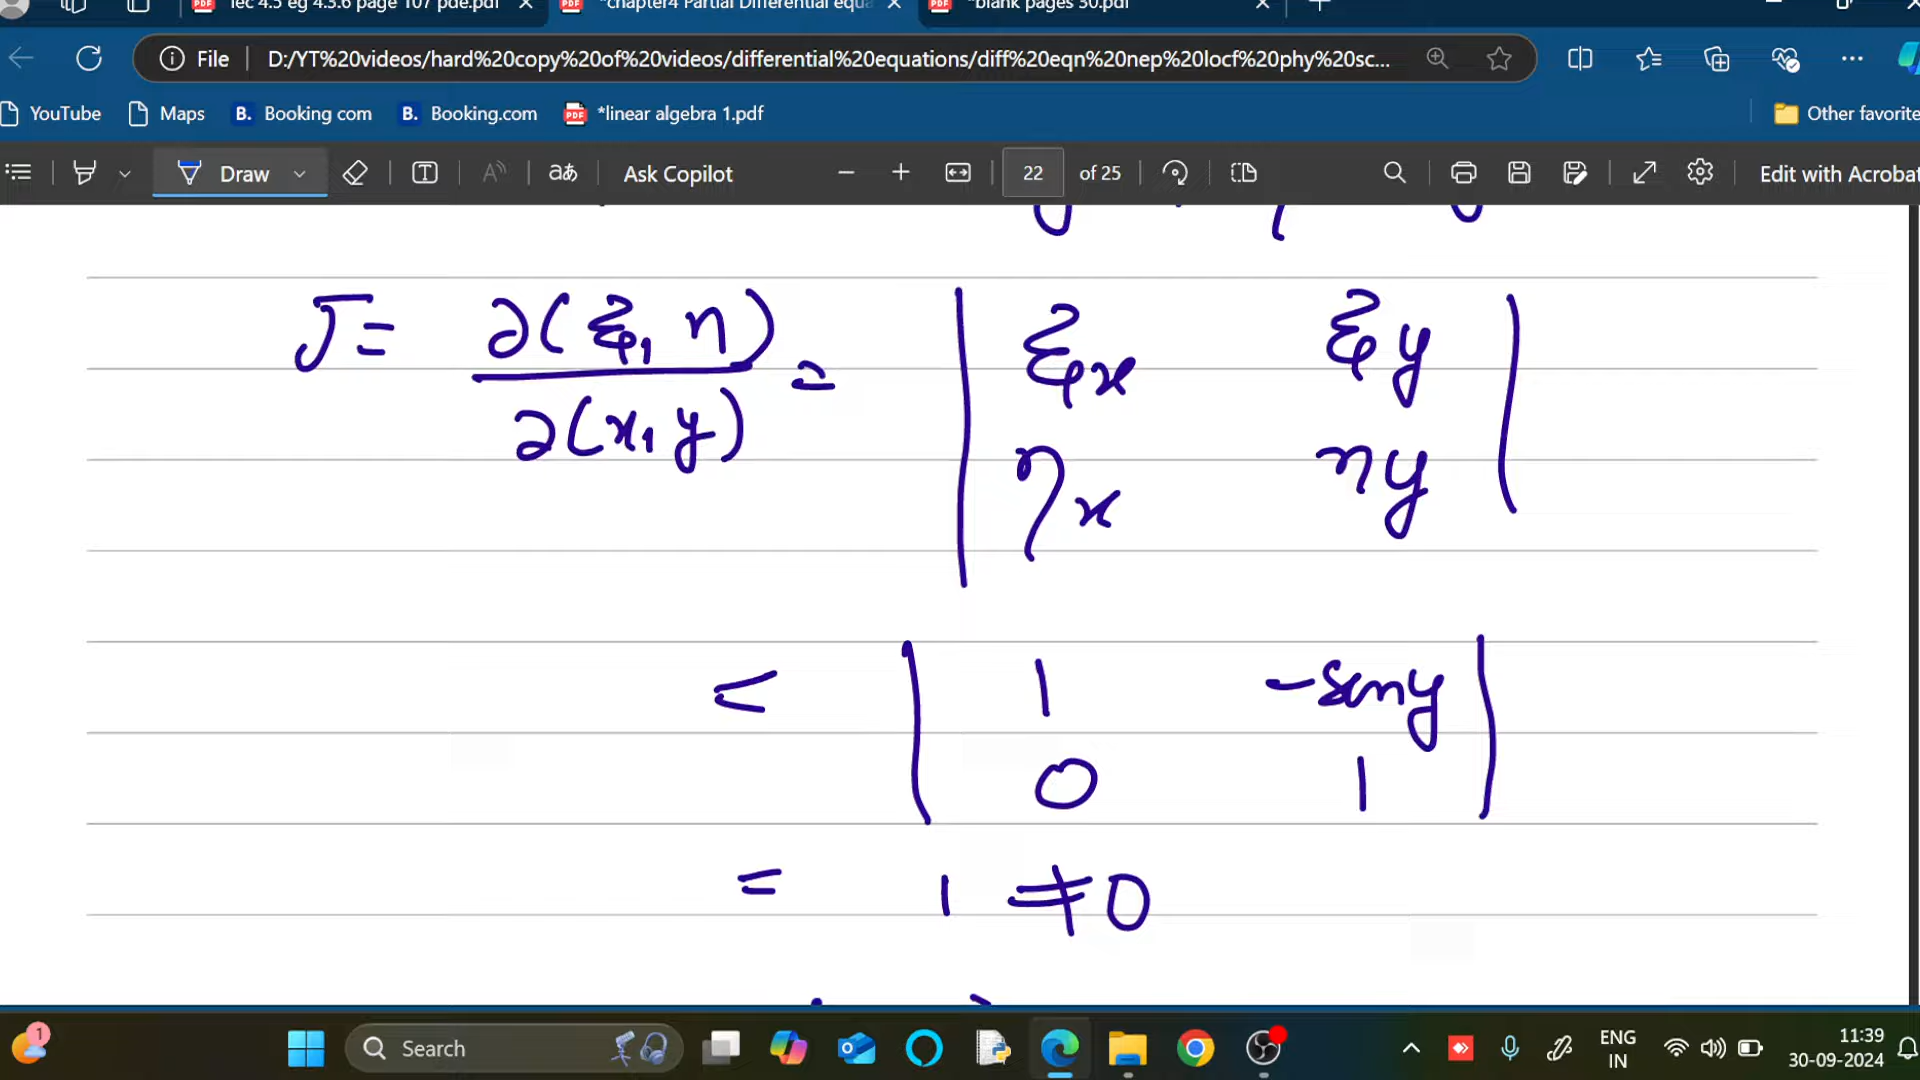 lec 4.5 eg 4.3.6 page 107 pde.pdf *chapter4 Partial Differential equa *blank pages 30.pdf
File D:/YT%20videos/hard%20copy%20of%20videos/differential%20equations/diff%20eqn%20nep%20locf%20phy%20sc...
YouTube Maps B. Booking com B. Booking.com PDF *linear algebra 1.pdf Other favorite
Draw Ask Copilot 22 of 25 Edit with Acrobat
J = ∂(ξ, η) / ∂(x, y) = | ξx ξy |
| ηx ηy |
= | 1 -siny |
| 0 1 |
= 1 ≠ 0
1 Search ENG 11:39
IN 30-09-2024